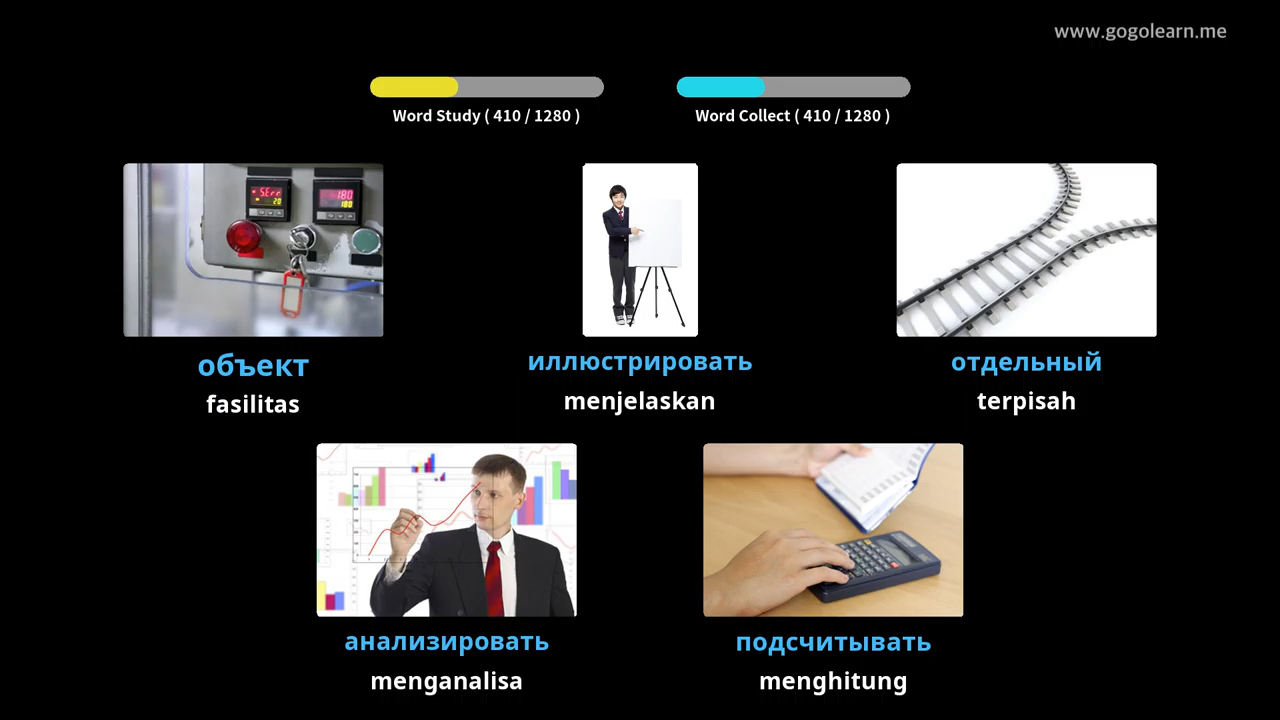 www.gogolearn.me
Word Study ( 410 / 1280 )
Word Collect ( 410 / 1280 )
объект
fasilitas
иллюстрировать
menjelaskan
отдельный
terpisah
анализировать
menganalisa
подсчитывать
menghitung